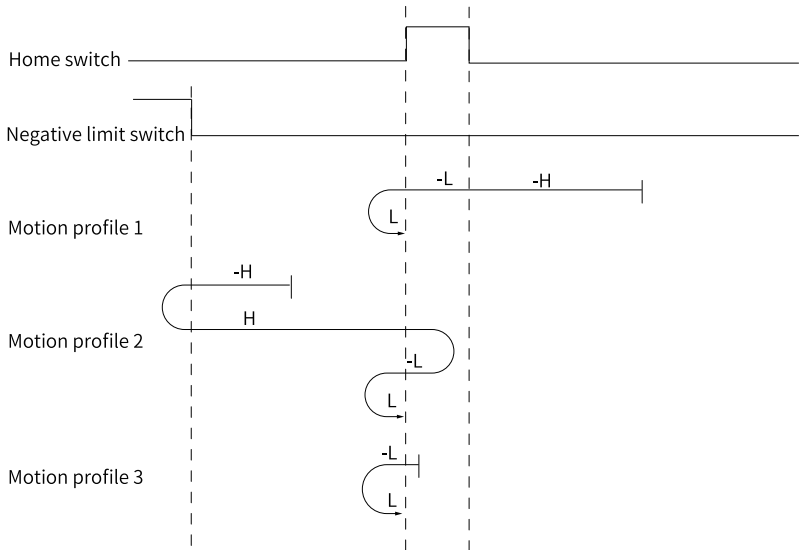 Home switch
Negative limit switch
-L
-H
L
Motion profile 1
-H
H
Motion profile 2
-L
L
-L
Motion profile 3
L